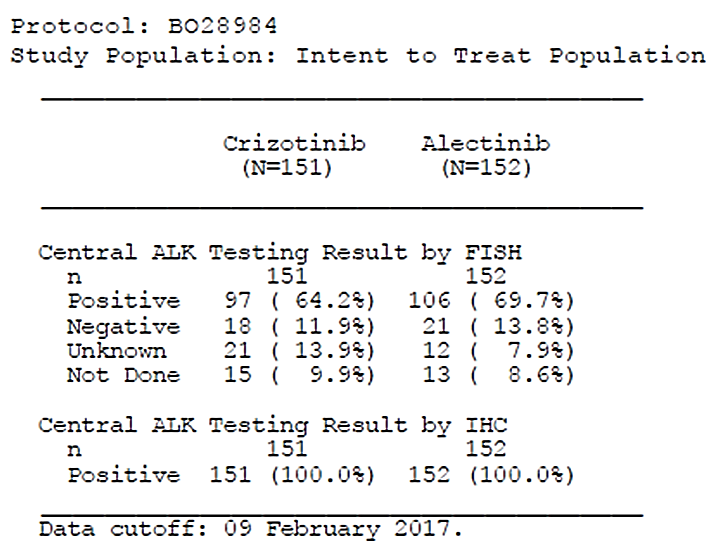 Protocol: BO28984
Study Population: Intent to Treat Population
Crizotinib Alectinib
(N=151) (N=152)
Central ALK Testing Result by FISH
n 151 152
Positive 97 ( 64.2%) 106 ( 69.7%)
Negative 18 ( 11.9%) 21 ( 13.8%)
Unknown 21 ( 13.9%) 12 ( 7.9%)
Not Done 15 ( 9.9%) 13 ( 8.6%)
Central ALK Testing Result by IHC
n 151 152
Positive 151 (100.0%) 152 (100.0%)
Data cutoff: 09 February 2017.